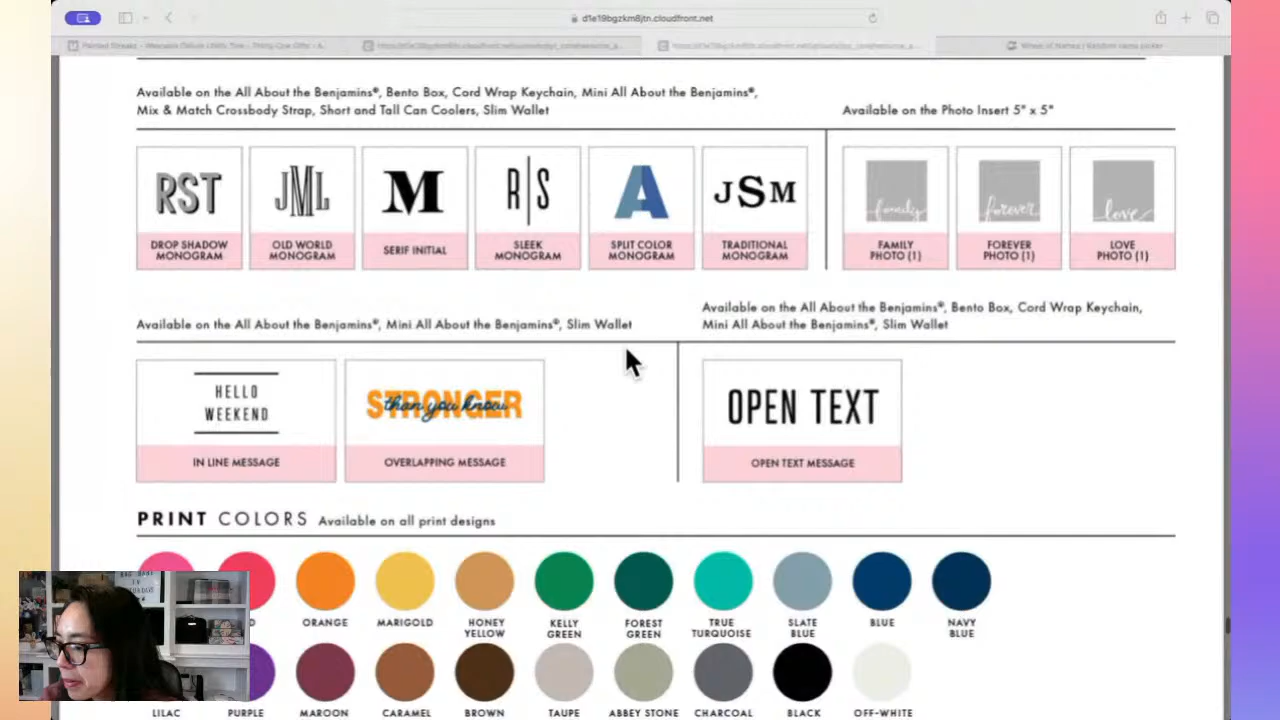 d1e19bgzkm8jtn.cloudfront.net
Wheel of Names | Random name picker
Available on the All About the Benjamins®, Bento Box, Cord Wrap Keychain, Mini All About the Benjamins®,
Mix & Match Crossbody Strap, Short and Tall Can Coolers, Slim Wallet
Available on the Photo Insert 5" x 5"
RST
JML
M
R|S
A
JSM
family
forever
love
DROP SHADOW
MONOGRAM
OLD WORLD
MONOGRAM
SERIF INITIAL
SLEEK
MONOGRAM
SPLIT COLOR
MONOGRAM
TRADITIONAL
MONOGRAM
FAMILY
PHOTO (1)
FOREVER
PHOTO (1)
LOVE
PHOTO (1)
Available on the All About the Benjamins®, Mini All About the Benjamins®, Slim Wallet
Available on the All About the Benjamins®, Bento Box, Cord Wrap Keychain,
Mini All About the Benjamins®, Slim Wallet
HELLO
WEEKEND
STRONGER
than you know
OPEN TEXT
IN LINE MESSAGE
OVERLAPPING MESSAGE
OPEN TEXT MESSAGE
PRINT COLORS Available on all print designs
ORANGE
MARIGOLD
HONEY
YELLOW
KELLY
GREEN
FOREST
GREEN
TRUE
TURQUOISE
SLATE
BLUE
BLUE
NAVY
BLUE
LILAC
PURPLE
MAROON
CARAMEL
BROWN
TAUPE
ABBEY STONE
CHARCOAL
BLACK
OFF-WHITE